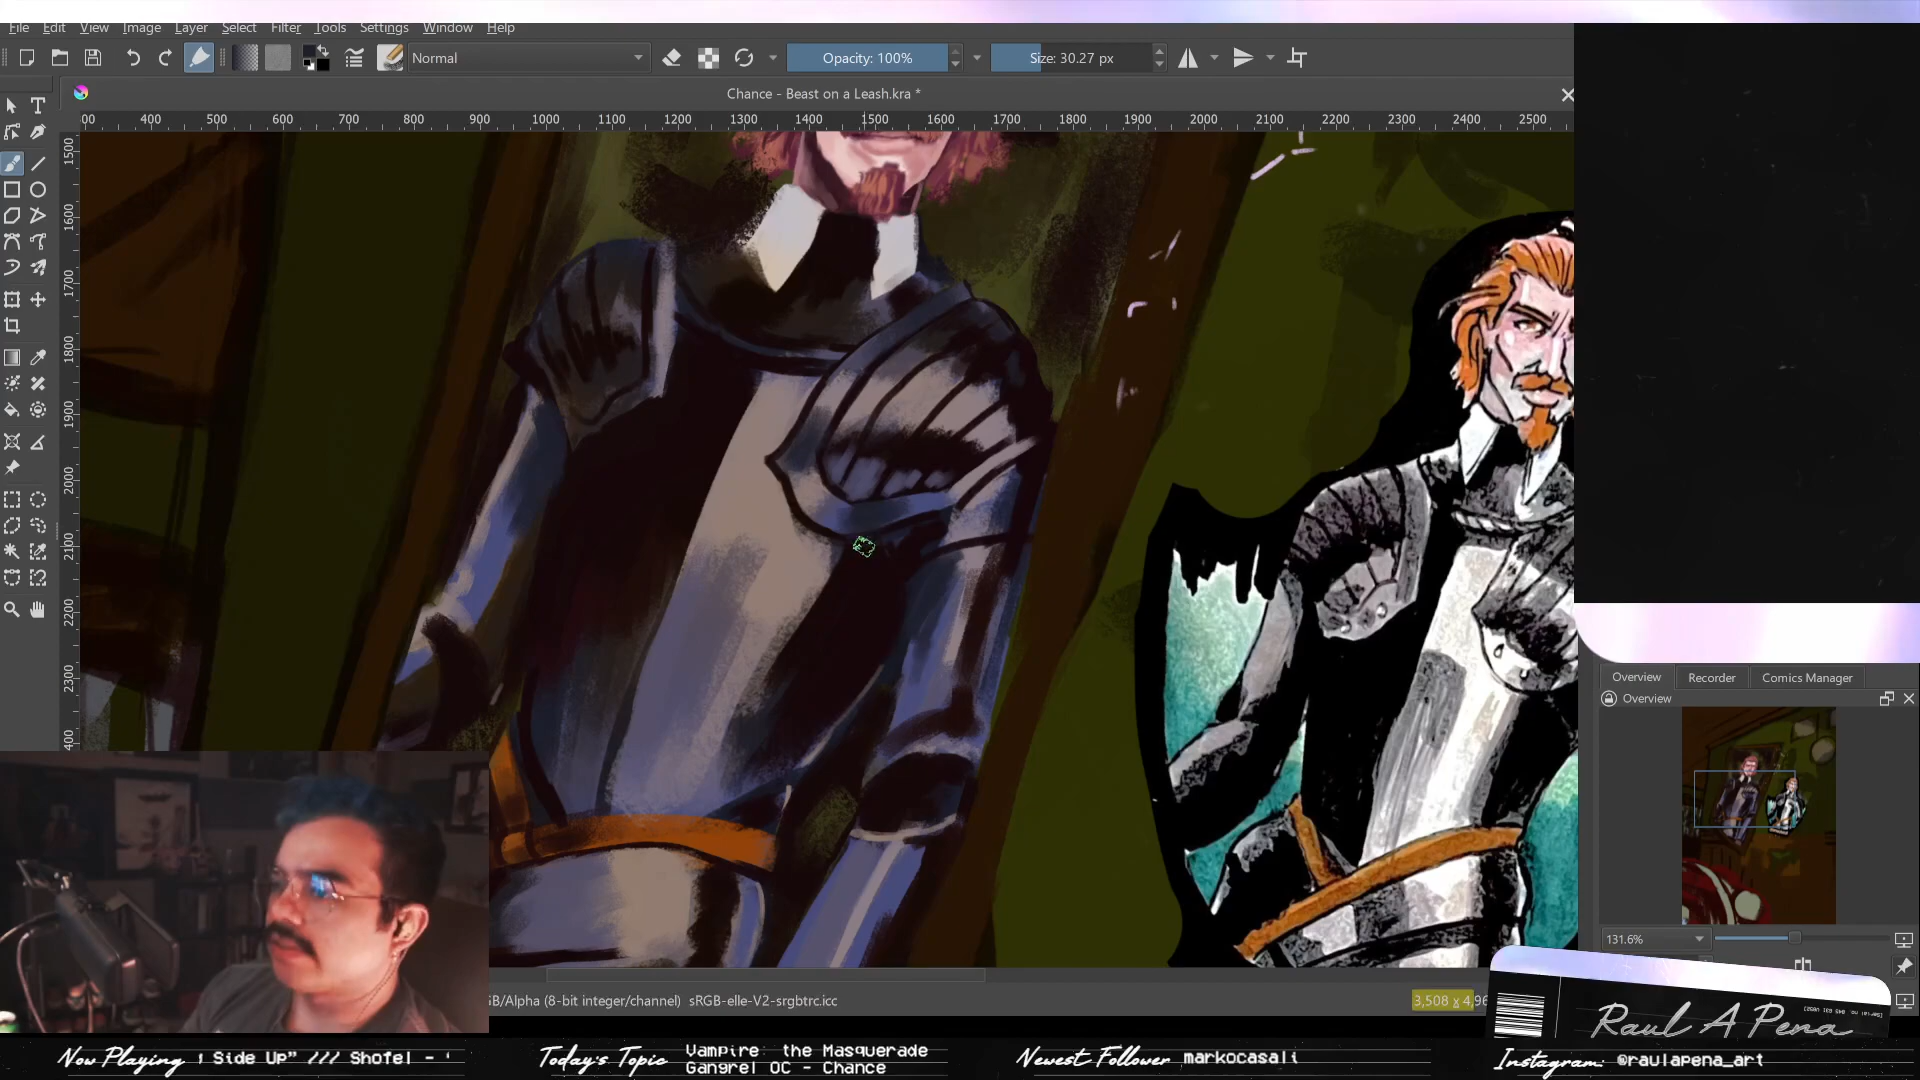 File Edit View Image Layer Select Filter Tools Settings Window Help
Normal
Opacity: 100%
Size: 30.27 px
Chance - Beast on a Leash.kra *
00 400 500 600 700 800 900 1000 1100 1200 1300 1400 1500 1600 1700 1800 1900 2000 2100 2200 2300 2400 2500
1500
1600
1700
1800
1900
2000
2100
2200
2300
400
Overview Recorder Comics Manager
Overview
131.6%
GB/Alpha (8-bit integer/channel) sRGB-elle-V2-srgbtrc.icc
3,508 x 4,96
Raul A Pena
Now Playing Side Up" /// Shofel -
Today's Topic Vampire: the Masquerade
Gangrel OC - Chance
Newest Follower markocasali
Instagram: @raulapena_art